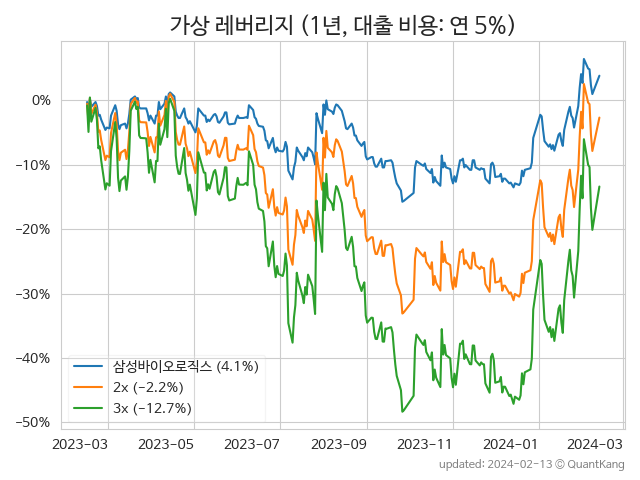 가상 레버리지 (1년, 대출 비용: 연 5%)
0%
−10%
−20%
−30%
−40%
−50%
삼성바이오로직스 (4.1%)
2x (−2.2%)
3x (−12.7%)
2023-03 2023-05 2023-07 2023-09 2023-11 2024-01 2024-03
updated: 2024-02-13 ⓒ QuantKang